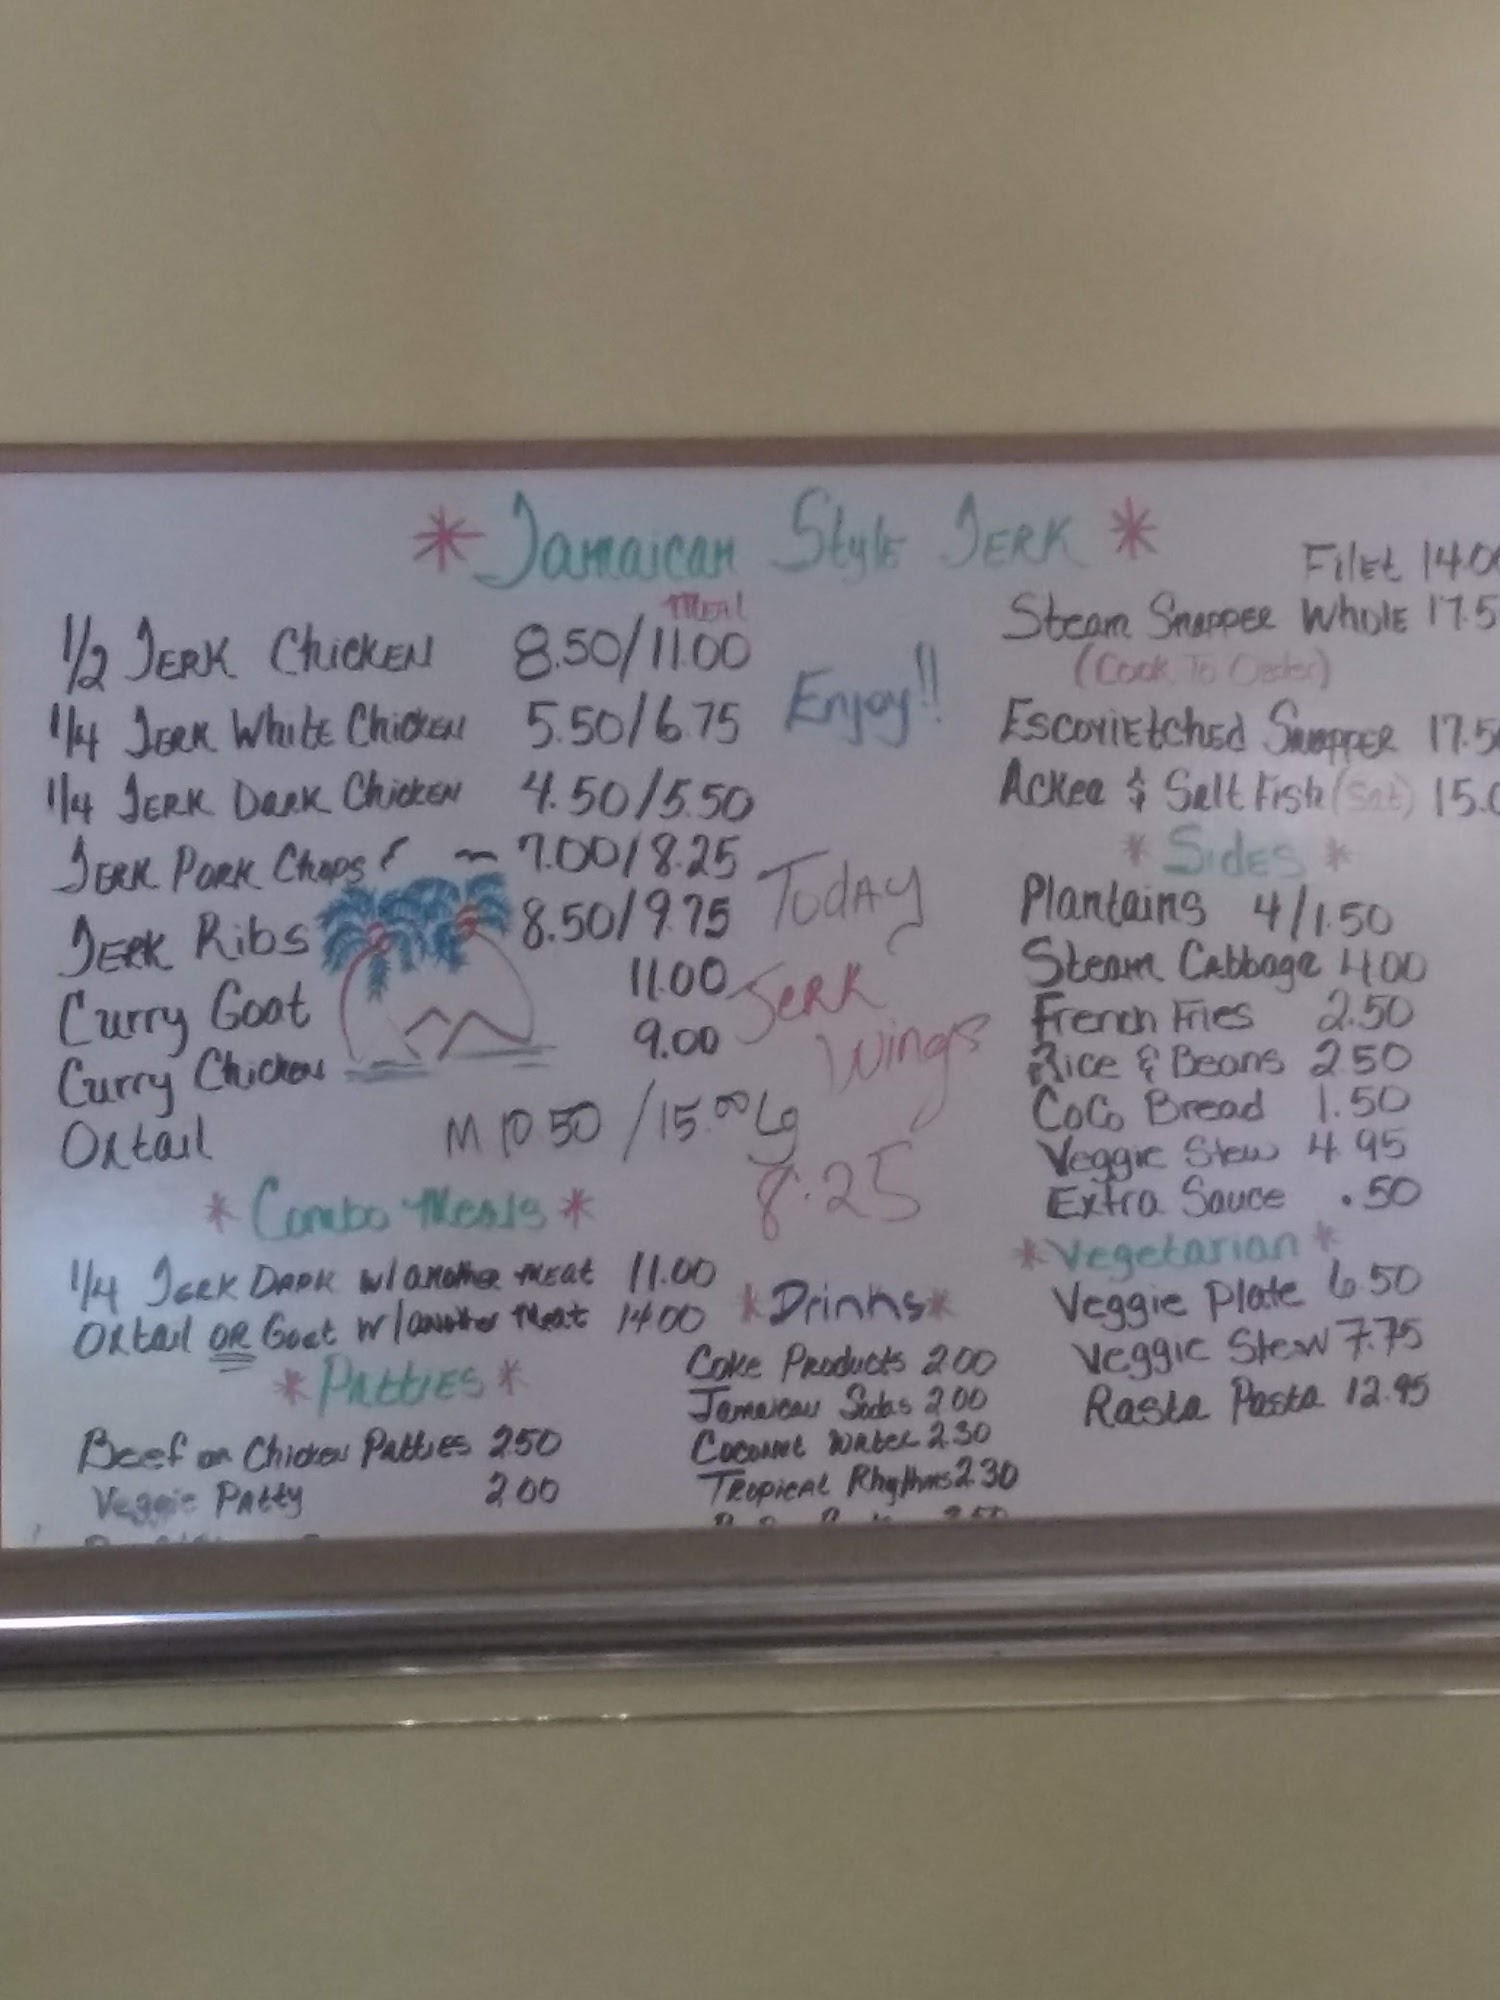 * Jamaican Style JERK *
Meal
1/2 JERK ChickEN 8.50/11.00
1/4 JERK White Chicken 5.50/6.75
1/4 JERK Dark Chicken 4.50/5.50
JERK Pork Chops 7.00/8.25
JERK Ribs 8.50/9.75
Curry Goat 11.00
Curry Chicken 9.00
Oxtail M 10.50 /15.00 Lg
Enjoy!!
Today
Jerk
Wings
8.25
* Combo Meals *
1/4 JERK DARK w/another MEAt 11.00
Oxtail OR Goat w/another Meat 14.00
* PAttiES *
Beef or Chicken Patties 2.50
Veggie Patty 2.00
* Drinks *
Coke Products 2.00
Jamaican Sodas 2.00
Coconut Water 2.30
Tropical Rhythms 2.30
Filet 14.0
Steam Snapper Whole 17.5
(Cook To Order)
Escovietched Snapper 17.50
Ackee & Salt Fish (Sat) 15.0
* Sides *
Plantains 4/1.50
Steam Cabbage 4.00
French Fries 2.50
Rice & Beans 2.50
CoCo Bread 1.50
Veggie Stew 4.95
Extra Sauce .50
* Vegetarian *
Veggie Plate 6.50
Veggie Stew 7.75
Rasta Pasta 12.95